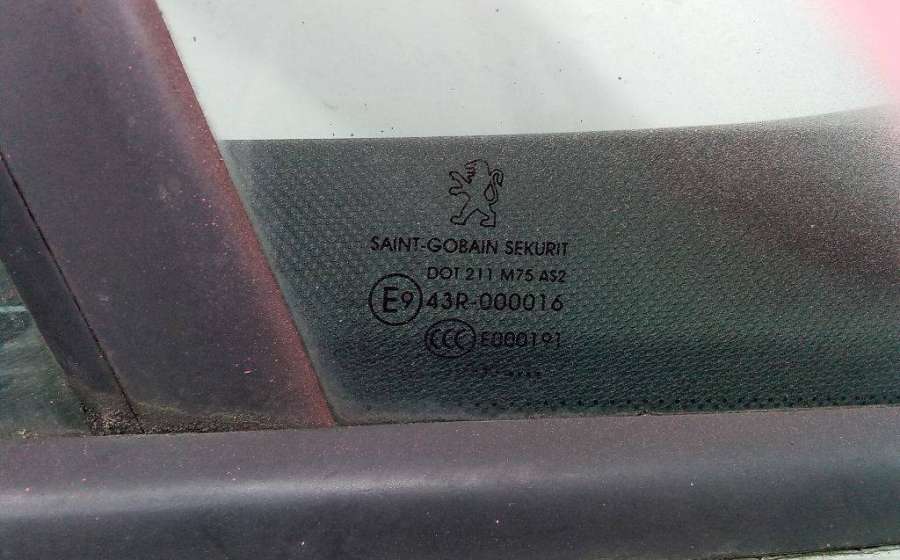 SAINT-GOBAIN SEKURIT
DOT 211 M75 AS2
E9 43R-000016
CCC E000191